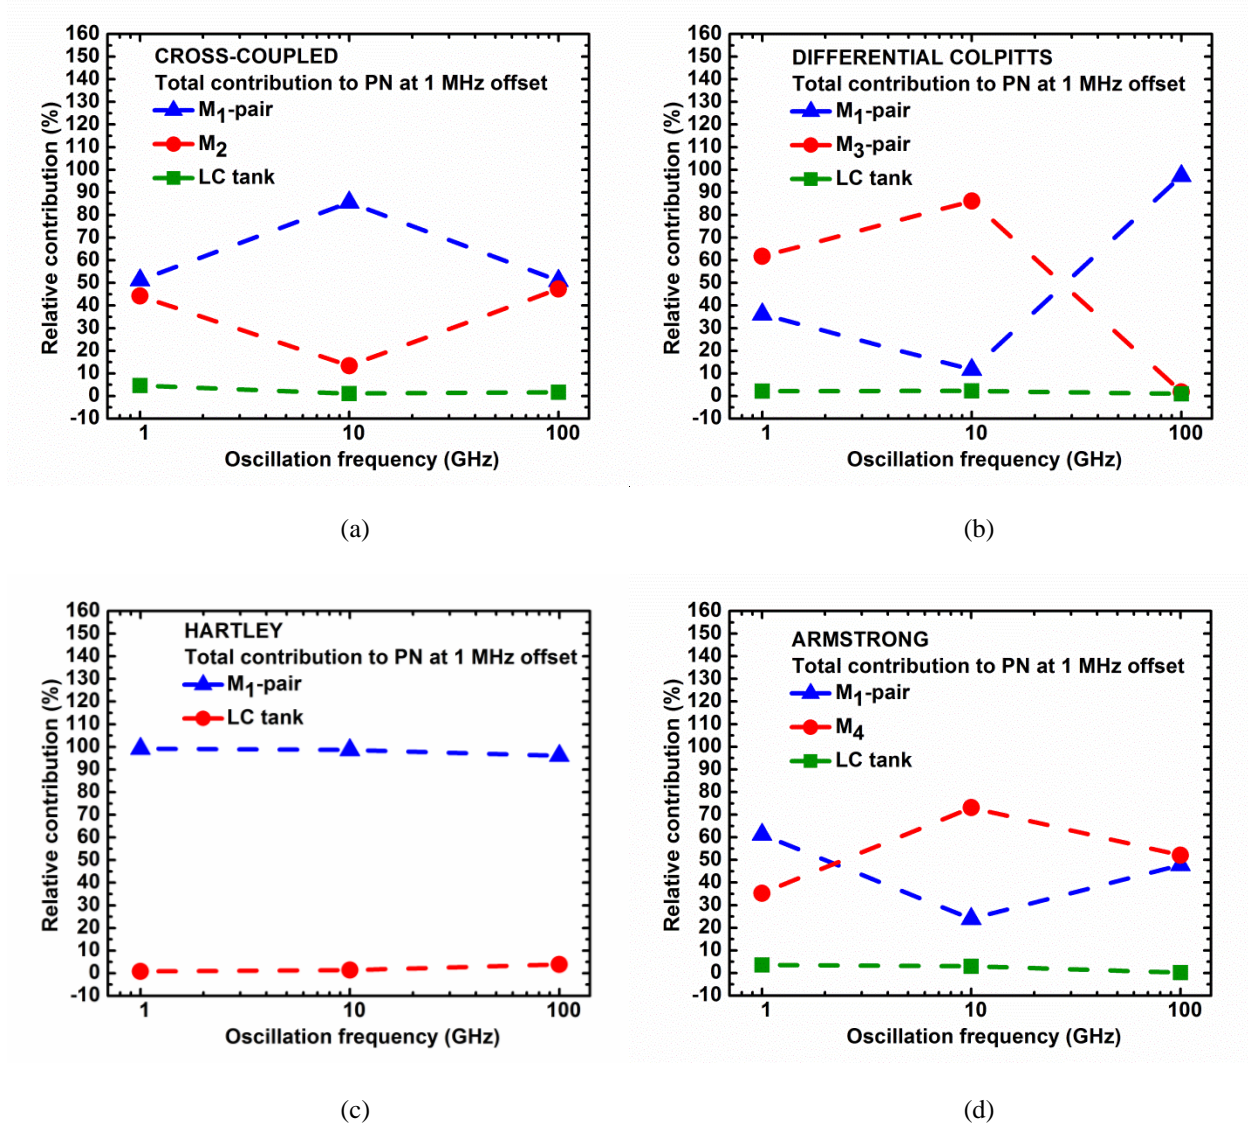 CROSS-COUPLED
Total contribution to PN at 1 MHz offset
M1-pair
M2
LC tank
Relative contribution (%)
160
150
140
130
120
110
100
90
80
70
60
50
40
30
20
10
0
-10
1 10 100
Oscillation frequency (GHz)
(a)
DIFFERENTIAL COLPITTS
Total contribution to PN at 1 MHz offset
M1-pair
M3-pair
LC tank
Relative contribution (%)
160
150
140
130
120
110
100
90
80
70
60
50
40
30
20
10
0
-10
1 10 100
Oscillation frequency (GHz)
(b)
HARTLEY
Total contribution to PN at 1 MHz offset
M1-pair
LC tank
Relative contribution (%)
160
150
140
130
120
110
100
90
80
70
60
50
40
30
20
10
0
-10
1 10 100
Oscillation frequency (GHz)
(c)
ARMSTRONG
Total contribution to PN at 1 MHz offset
M1-pair
M4
LC tank
Relative contribution (%)
160
150
140
130
120
110
100
90
80
70
60
50
40
30
20
10
0
-10
1 10 100
Oscillation frequency (GHz)
(d)